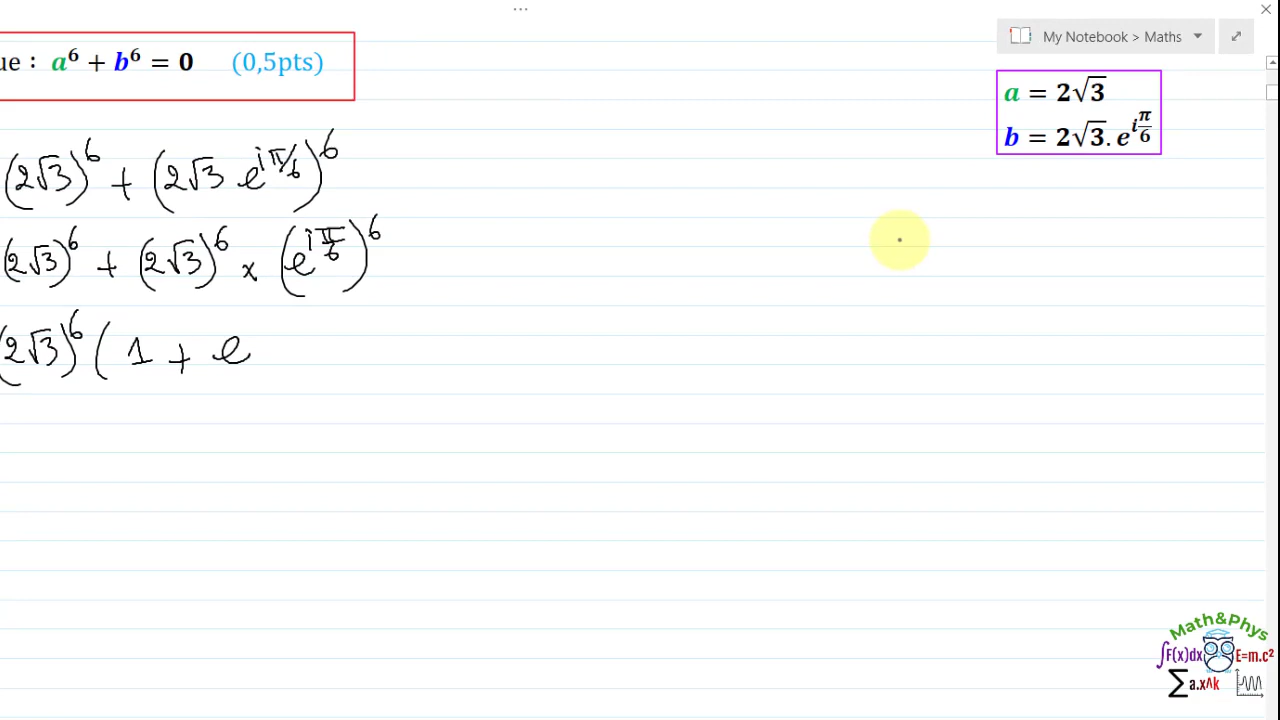 ...
My Notebook > Maths
ue : a⁶ + b⁶ = 0 (0,5pts)
a = 2√3
b = 2√3. e^{iπ/6}
(2√3)⁶ + (2√3 e^{iπ/6})⁶
(2√3)⁶ + (2√3)⁶ × (e^{iπ/6})⁶
(2√3)⁶ ( 1 + e
Math&Phys
∫F(x)dx E=m.c²
∑ a.x^k